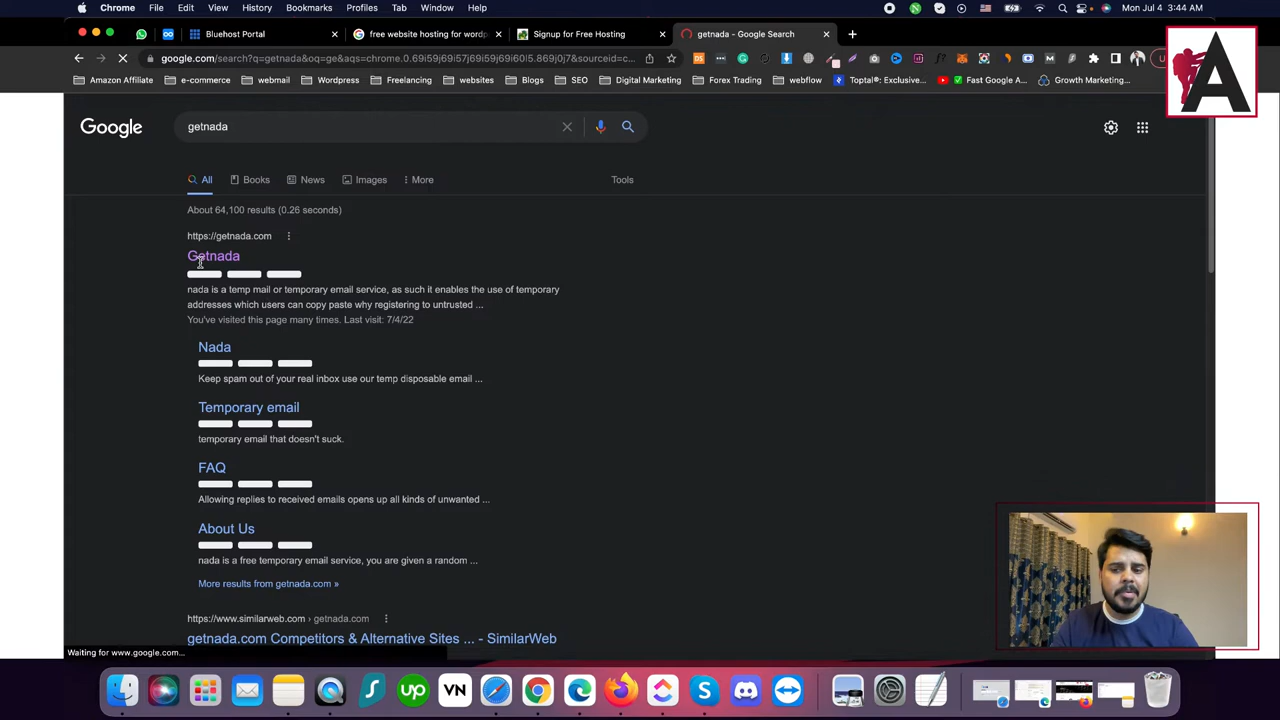 Chrome File Edit View History Bookmarks Profiles Tab Window Help Mon Jul 4 3:44 AM
Bluehost Portal
free website hosting for wordp
Signup for Free Hosting
getnada - Google Search
google.com/search?q=getnada&oq=ge&aqs=chrome.0.69i59j69i57j69i59j69i60l5.869j0j7&sourceid=c...
Amazon Affiliate e-commerce webmail Wordpress Freelancing websites Blogs SEO Digital Marketing Forex Trading webflow Toptal®: Exclusive... Fast Google A... Growth Marketing...
A
Google
getnada
All Books News Images More Tools
About 64,100 results (0.26 seconds)
https://getnada.com
Getnada
nada is a temp mail or temporary email service, as such it enables the use of temporary
addresses which users can copy paste why registering to untrusted ...
You've visited this page many times. Last visit: 7/4/22
Nada
Keep spam out of your real inbox use our temp disposable email ...
Temporary email
temporary email that doesn't suck.
FAQ
Allowing replies to received emails opens up all kinds of unwanted ...
About Us
nada is a free temporary email service, you are given a random ...
More results from getnada.com »
https://www.similarweb.com › getnada.com
getnada.com Competitors & Alternative Sites ... - SimilarWeb
Waiting for www.google.com...
up
VN